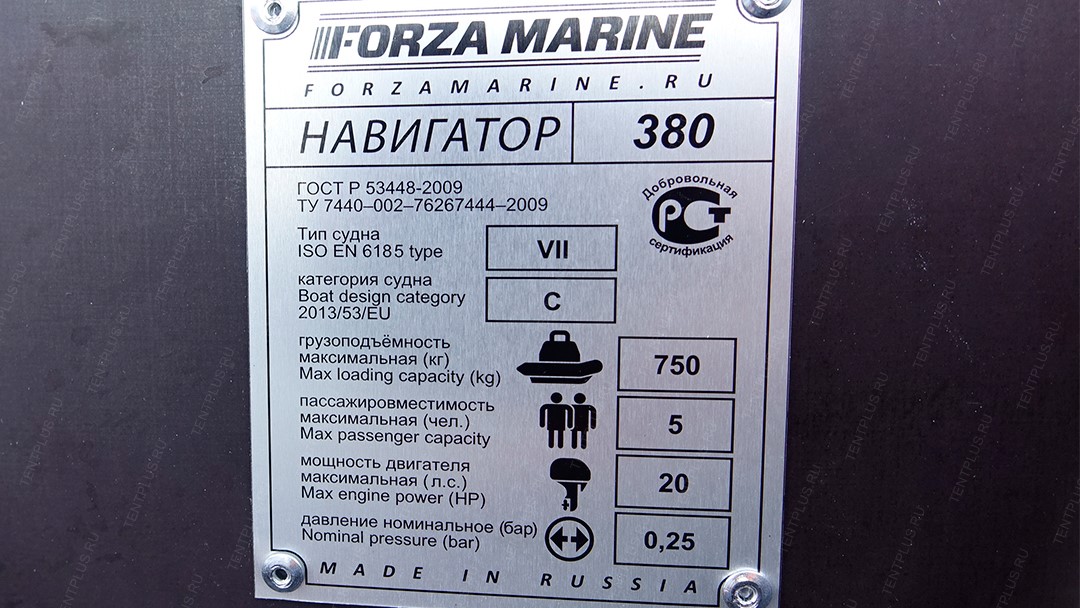 FORZA MARINE
FORZAMARINE.RU
НАВИГАТОР 380
ГОСТ Р 53448-2009
ТУ 7440–002–76267444–2009
Добровольная
РСТ
сертификация
Тип судна
ISO EN 6185 type
VII
категория судна
Boat design category
2013/53/EU
C
грузоподъёмность
максимальная (кг)
Max loading capacity (kg)
750
пассажировместимость
максимальная (чел.)
Max passenger capacity
5
мощность двигателя
максимальная (л.с.)
Max engine power (HP)
20
давление номинальное (бар)
Nominal pressure (bar)
0,25
MADE IN RUSSIA
TENTPLUS.RU